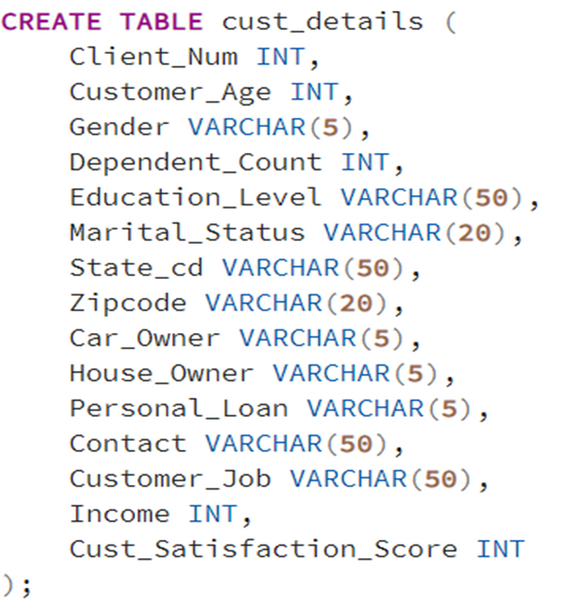 CREATE TABLE cust_details (
    Client_Num INT,
    Customer_Age INT,
    Gender VARCHAR(5),
    Dependent_Count INT,
    Education_Level VARCHAR(50),
    Marital_Status VARCHAR(20),
    State_cd VARCHAR(50),
    Zipcode VARCHAR(20),
    Car_Owner VARCHAR(5),
    House_Owner VARCHAR(5),
    Personal_Loan VARCHAR(5),
    Contact VARCHAR(50),
    Customer_Job VARCHAR(50),
    Income INT,
    Cust_Satisfaction_Score INT
);